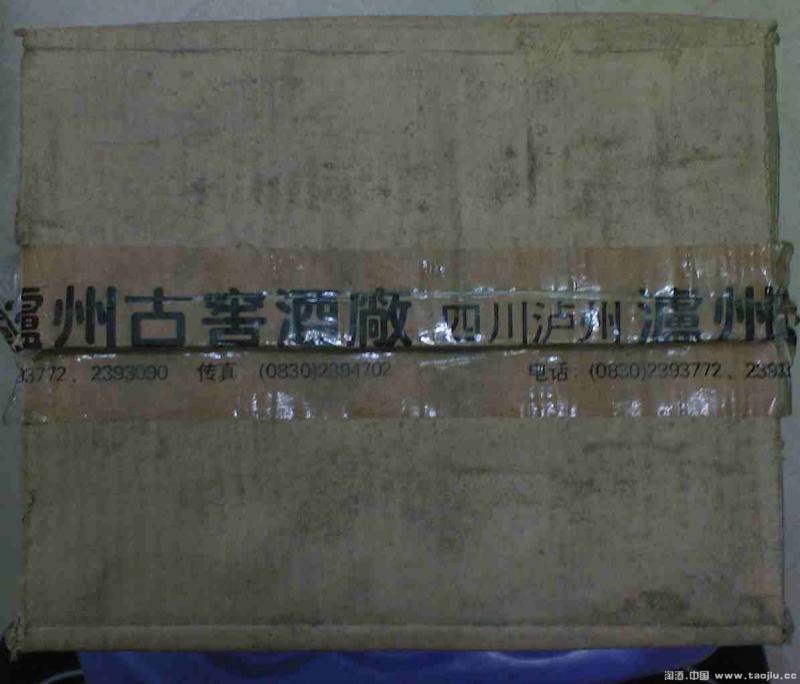 瀘州古窖酒廠 四川泸州 瀘州
93772、2393090 传真 (0830)2394702 电话:(0830)2393772、2393
淘酒.中国 www.taojiu.cc